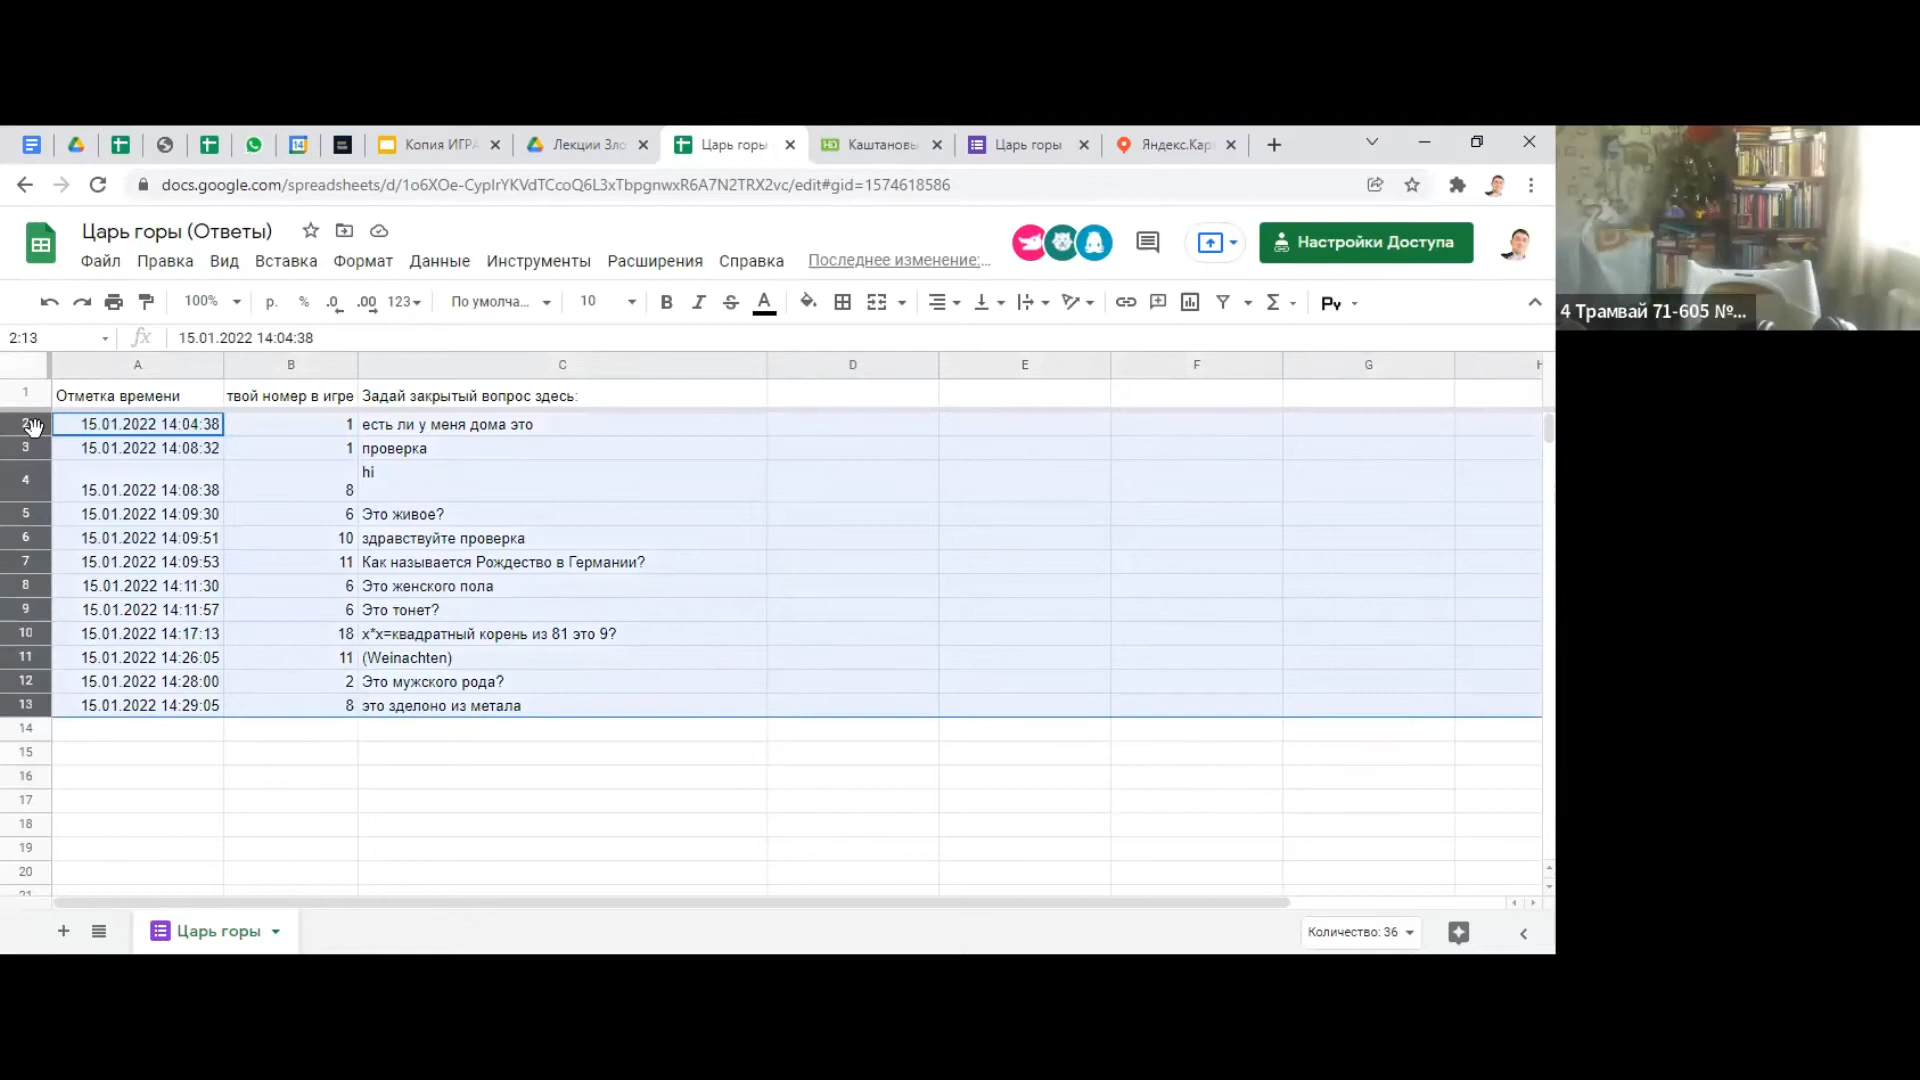 14
Копия ИГРА
Лекции Зло
Царь горы
Каштановы
Царь горы
Яндекс.Кар
docs.google.com/spreadsheets/d/1o6XOe-CyplrYKVdTCcoQ6L3xTbpgnwxR6A7N2TRX2vc/edit#gid=1574618586
Царь горы (Ответы)
Настройки Доступа
Файл Правка Вид Вставка Формат Данные Инструменты Расширения Справка Последнее изменение:...
100% р. % .0 .00 123 По умолча... 10 B I S A Σ Ру
2:13 fx 15.01.2022 14:04:38
A B C D E F G H
1 Отметка времени твой номер в игре Задай закрытый вопрос здесь:
2 15.01.2022 14:04:38 1 есть ли у меня дома это
3 15.01.2022 14:08:32 1 проверка
4 15.01.2022 14:08:38 8 hi
5 15.01.2022 14:09:30 6 Это живое?
6 15.01.2022 14:09:51 10 здравствуйте проверка
7 15.01.2022 14:09:53 11 Как называется Рождество в Германии?
8 15.01.2022 14:11:30 6 Это женского пола
9 15.01.2022 14:11:57 6 Это тонет?
10 15.01.2022 14:17:13 18 х*х=квадратный корень из 81 это 9?
11 15.01.2022 14:26:05 11 (Weinachten)
12 15.01.2022 14:28:00 2 Это мужского рода?
13 15.01.2022 14:29:05 8 это зделоно из метала
14
15
16
17
18
19
20
21
Царь горы
Количество: 36
4 Трамвай 71-605 №...